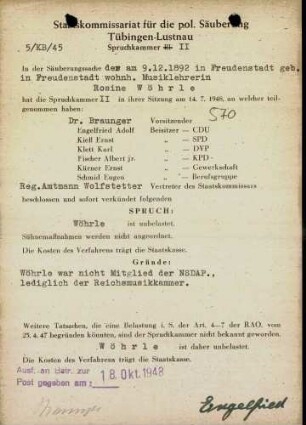 Staatskommissariat für die pol. Säuberung
Tübingen-Lustnau
5/KB/45 Spruchkammer II
In der Säuberungssache der am 9.12.1892 in Freudenstadt geb.
in Freudenstadt wohnh. Musiklehrerin
Rosine Wöhrle
hat die Spruchkammer II in ihrer Sitzung am 14.7.1948, an welcher teil-
genommen haben: 570
Dr. Braunger Vorsitzender
Engelfried Adolf Beisitzer — CDU
Kieß Ernst „ — SPD
Klett Karl „ — DVP
Fischer Albert jr. „ — KPD
Kürner Ernst „ — Gewerkschaft
Schmid Eugen „ — Berufsgruppe
Reg.Amtmann Wolfstetter Vertreter des Staatskommissars
beschlossen und sofort verkündet folgenden
SPRUCH:
Wöhrle ist unbelastet.
Sühnemaßnahmen werden nicht angeordnet.
Die Kosten des Verfahrens trägt die Staatskasse.
Gründe:
Wöhrle war nicht Mitglied der NSDAP.,
lediglich der Reichsmusikkammer.
Weitere Tatsachen, die eine Belastung i. S. der Art. 4—7 der RAO. vom
25.4.47 begründen könnten, sind der Spruchkammer nicht bekannt geworden.
Wöhrle ist daher unbelastet.
Die Kosten des Verfahrens trägt die Staatskasse.
Ausf. an Betr. zur
Post gegeben am: 18. Okt. 1948
Braunger Engelfried